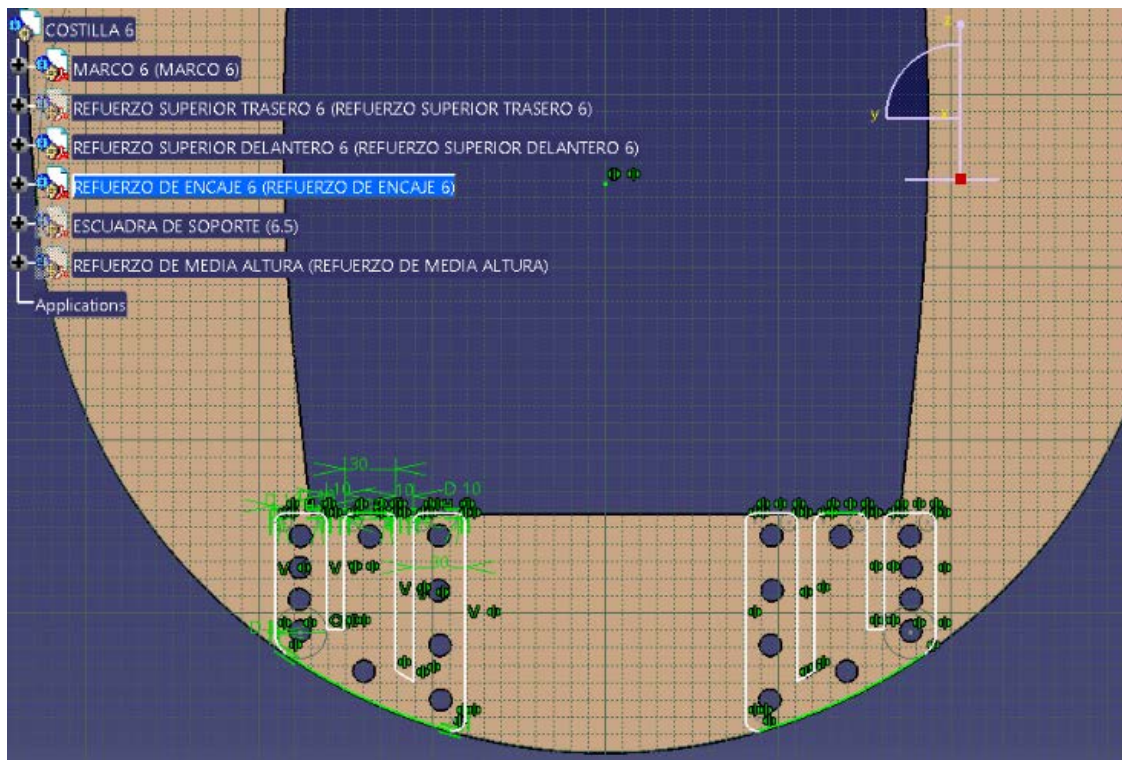 COSTILLA 6
MARCO 6 (MARCO 6)
REFUERZO SUPERIOR TRASERO 6 (REFUERZO SUPERIOR TRASERO 6)
REFUERZO SUPERIOR DELANTERO 6 (REFUERZO SUPERIOR DELANTERO 6)
REFUERZO DE ENCAJE 6 (REFUERZO DE ENCAJE 6)
ESCUADRA DE SOPORTE (6.5)
REFUERZO DE MEDIA ALTURA (REFUERZO DE MEDIA ALTURA)
Applications
z
y
x
30
10
10
D 10
V
V
30
V
V
V